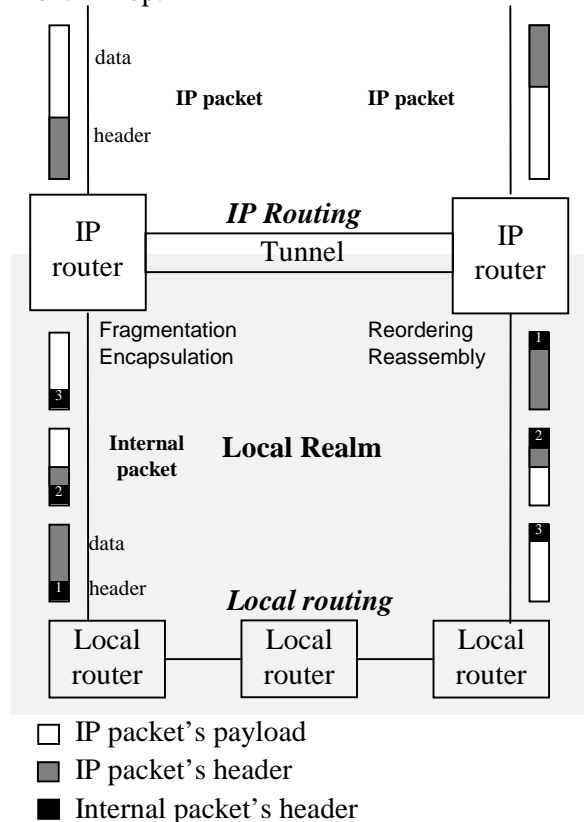 data
IP packet IP packet
header
IP Routing
IP
router
Tunnel
IP
router
Fragmentation
Encapsulation
Reordering
Reassembly
1
3
Internal
packet
Local Realm
2
2
data
3
1
header
Local routing
Local
router
Local
router
Local
router
IP packet's payload
IP packet's header
Internal packet's header